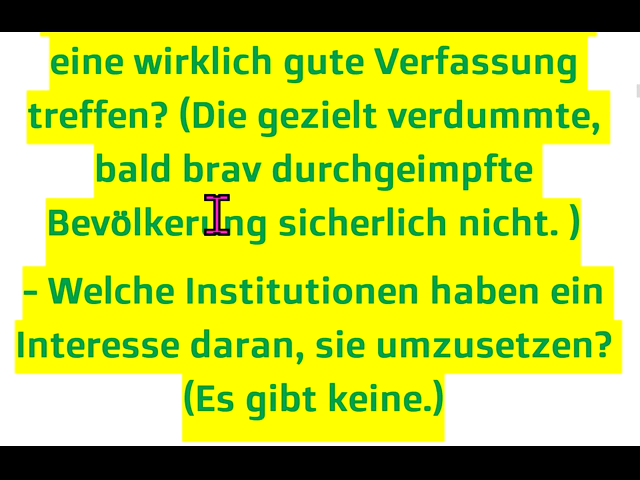 eine wirklich gute Verfassung
treffen? (Die gezielt verdummte,
bald brav durchgeimpfte
Bevölkerung sicherlich nicht. )
– Welche Institutionen haben ein
Interesse daran, sie umzusetzen?
(Es gibt keine.)